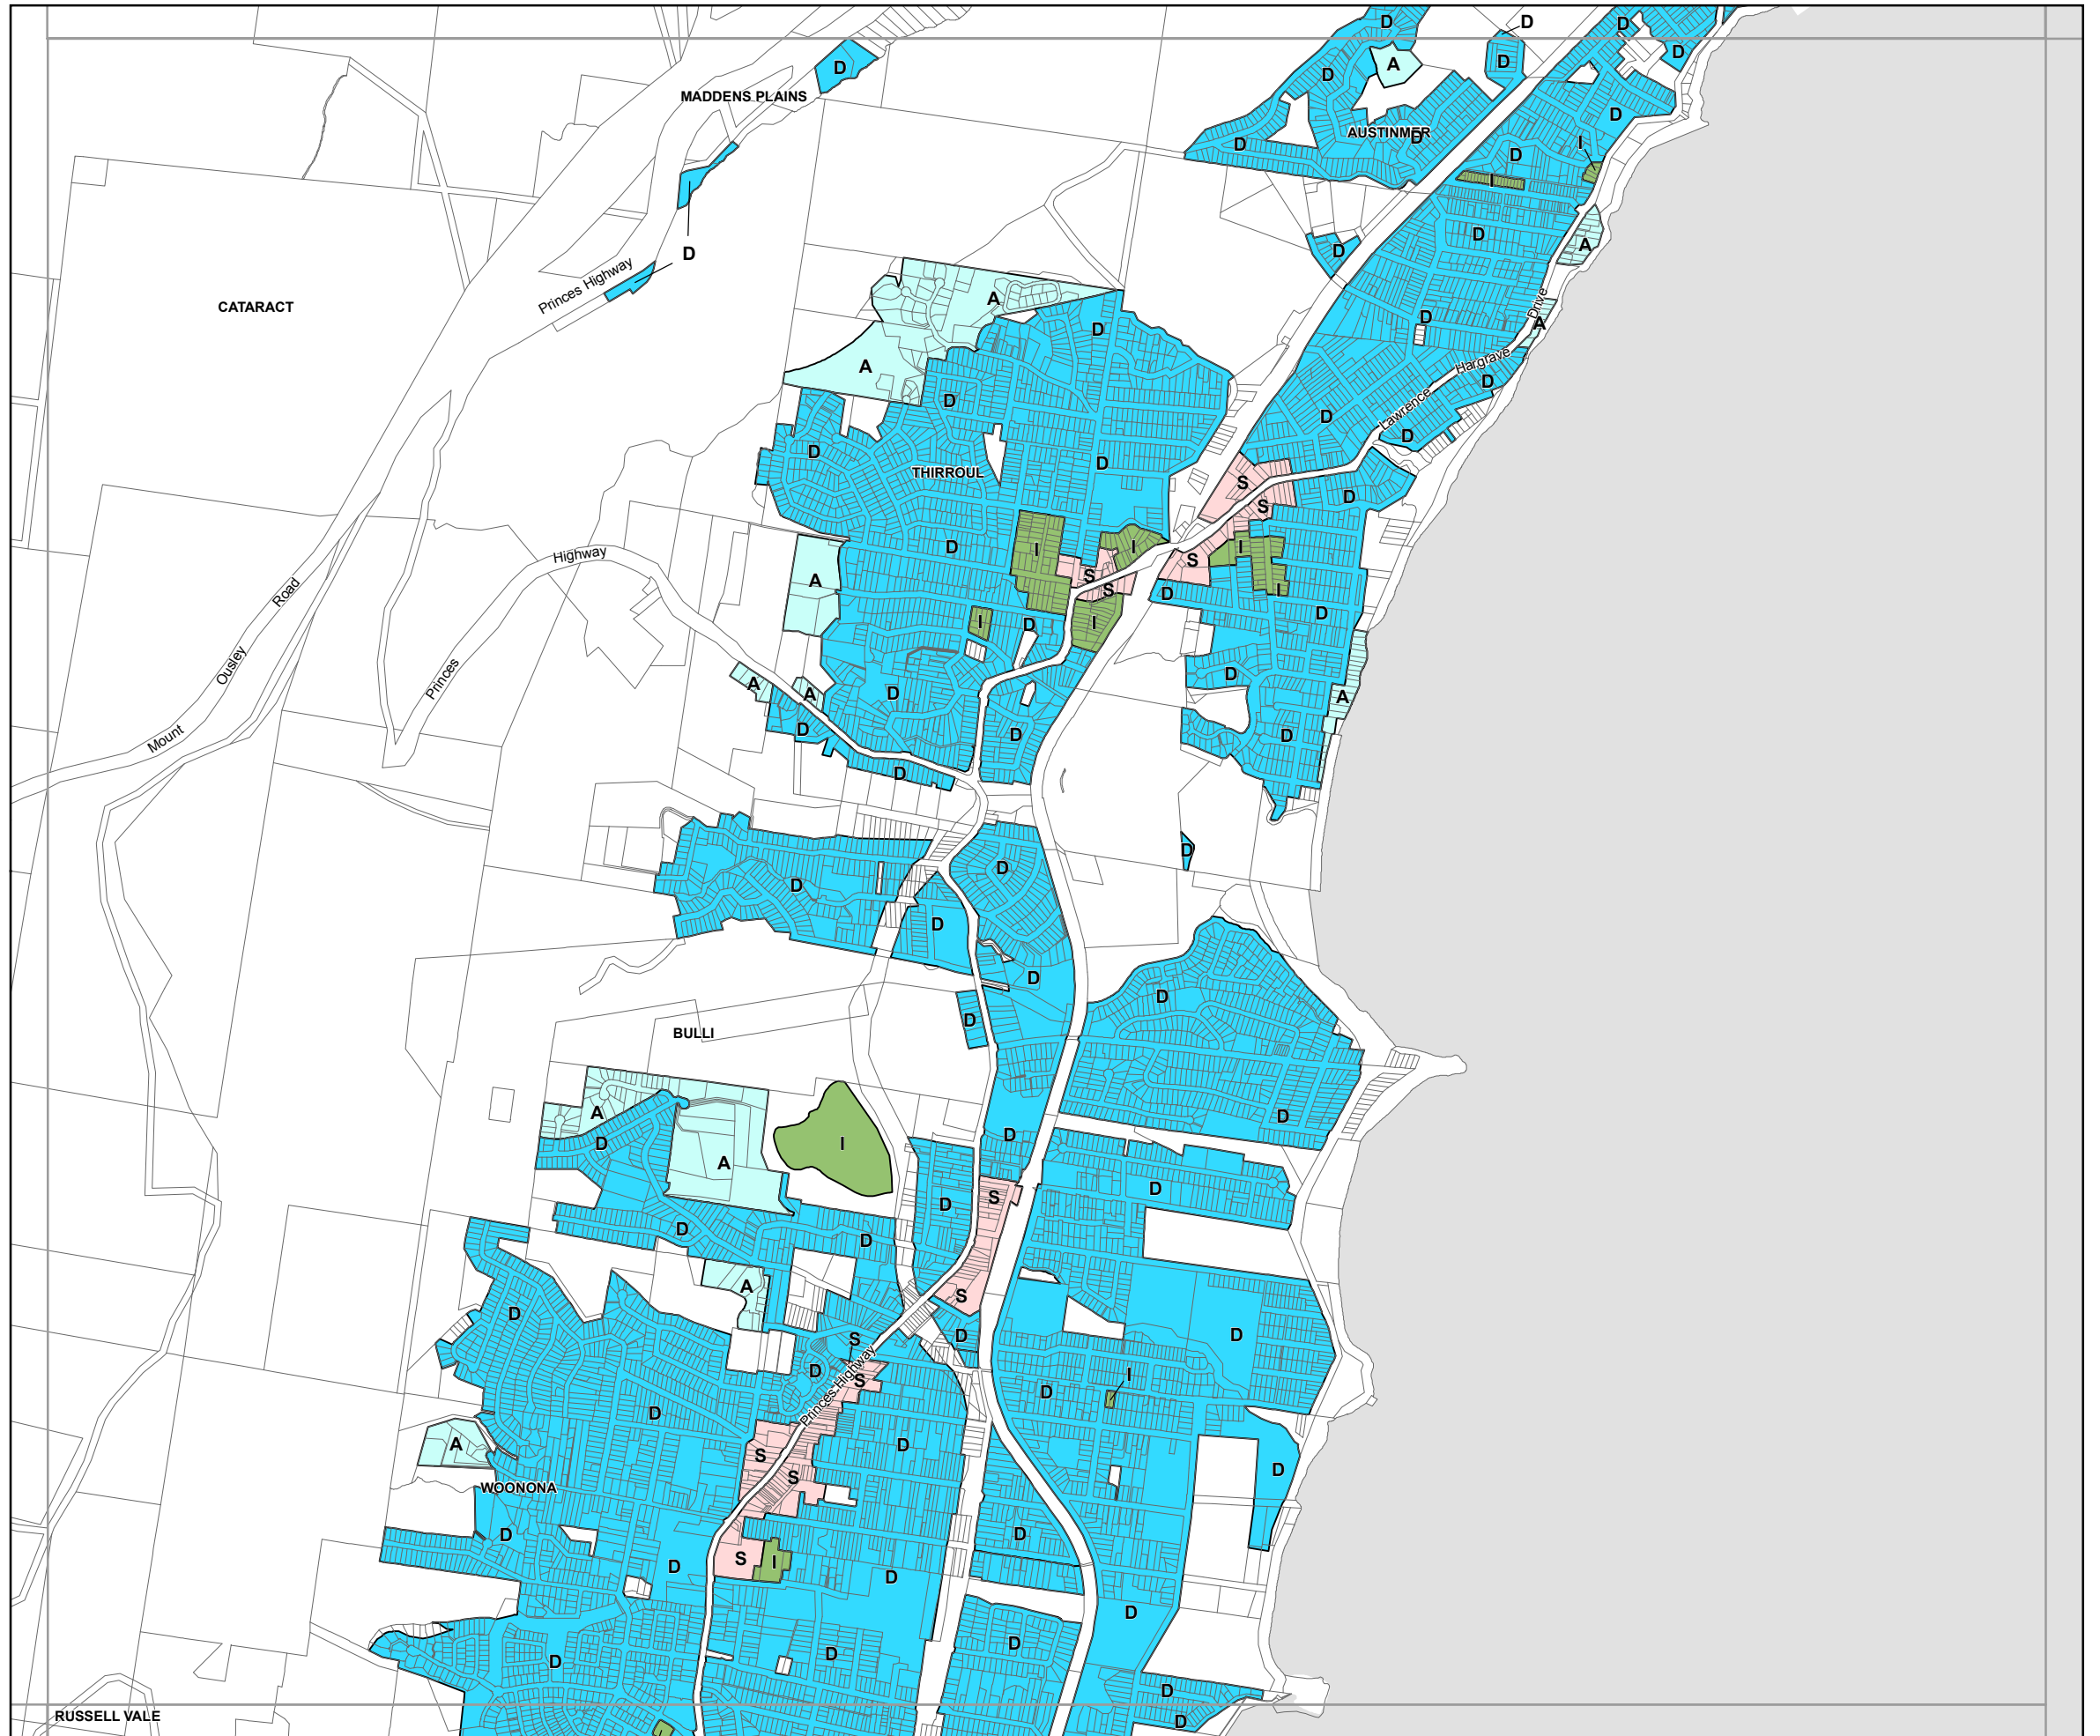 D
D
D
D
A
D
D
MADDENS PLAINS
D
D
D
AUSTINMER
D
D
I
D
I
D
D
D
A
Princes Highway
CATARACT
A
D
D
Drive
A
A
D
Hargrave
D
Lawrence
D
D
D
D
THIRROUL
D
S
S
D
Highway
D
I
I
I
S
S
A
S
I
D
Road
D
I
D
I
Ousley
Princes
D
A
A
D
A
Mount
D
D
D
D
D
D
D
D
D
D
D
BULLI
D
A
D
D
I
D
A
D
S
D
D
D
A
S
D
D
D
S
D
I
Princes Highway
S
D
D
D
A
S
D
S
WOONONA
D
D
D
S
I
D
D
D
D
D
D
D
RUSSELL VALE
D